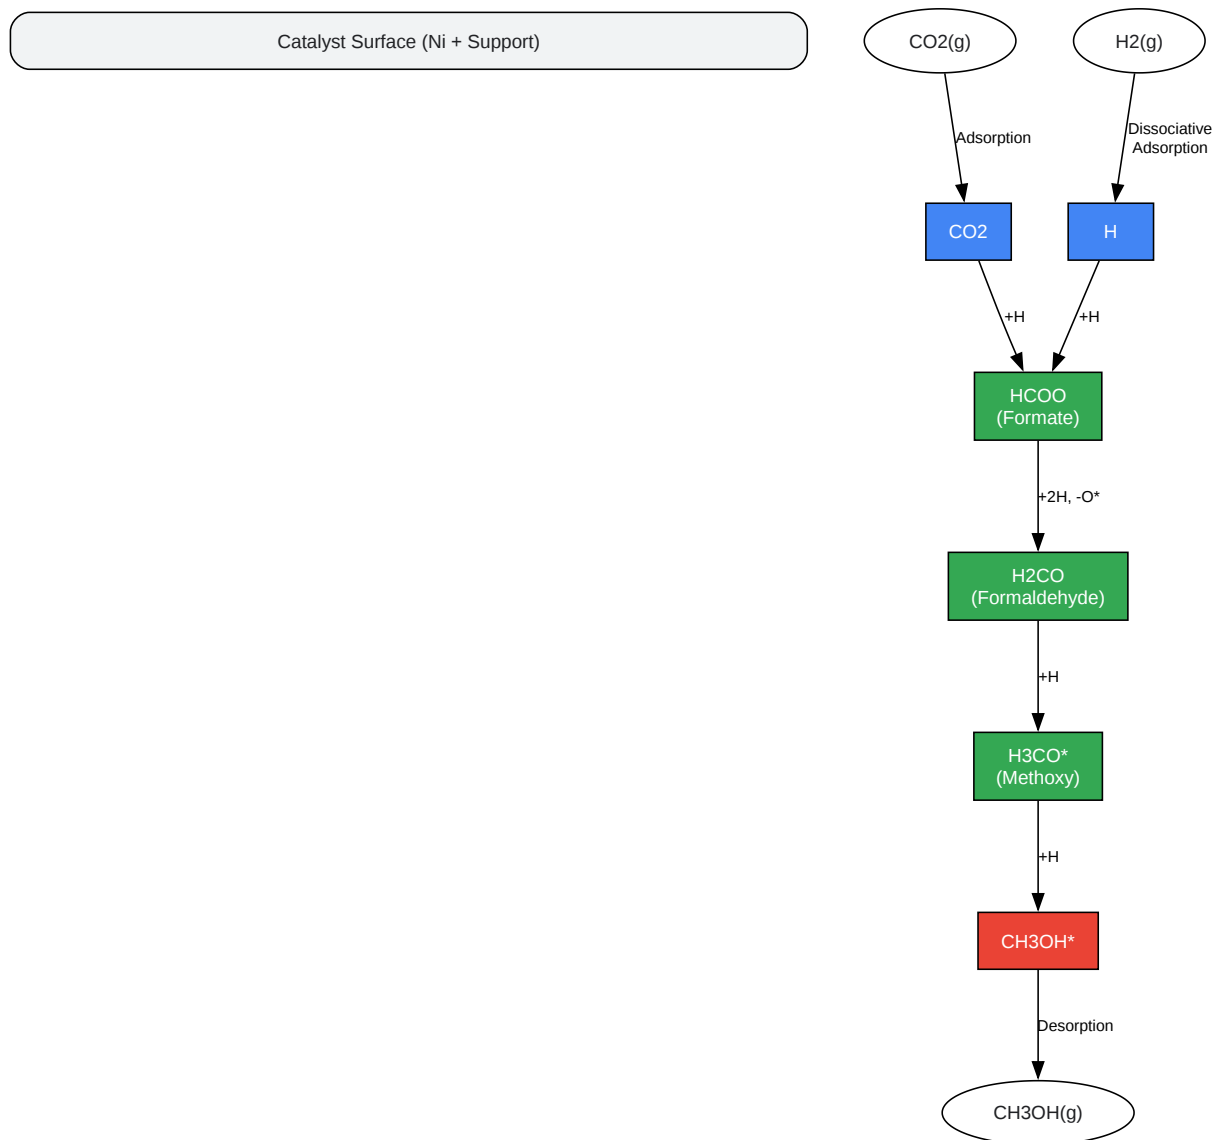 Catalyst Surface (Ni + Support)
CO2(g)
H2(g)
Adsorption
Dissociative
Adsorption
CO2
H
+H
+H
HCOO
(Formate)
+2H, -O*
H2CO
(Formaldehyde)
+H
H3CO*
(Methoxy)
+H
CH3OH*
Desorption
CH3OH(g)